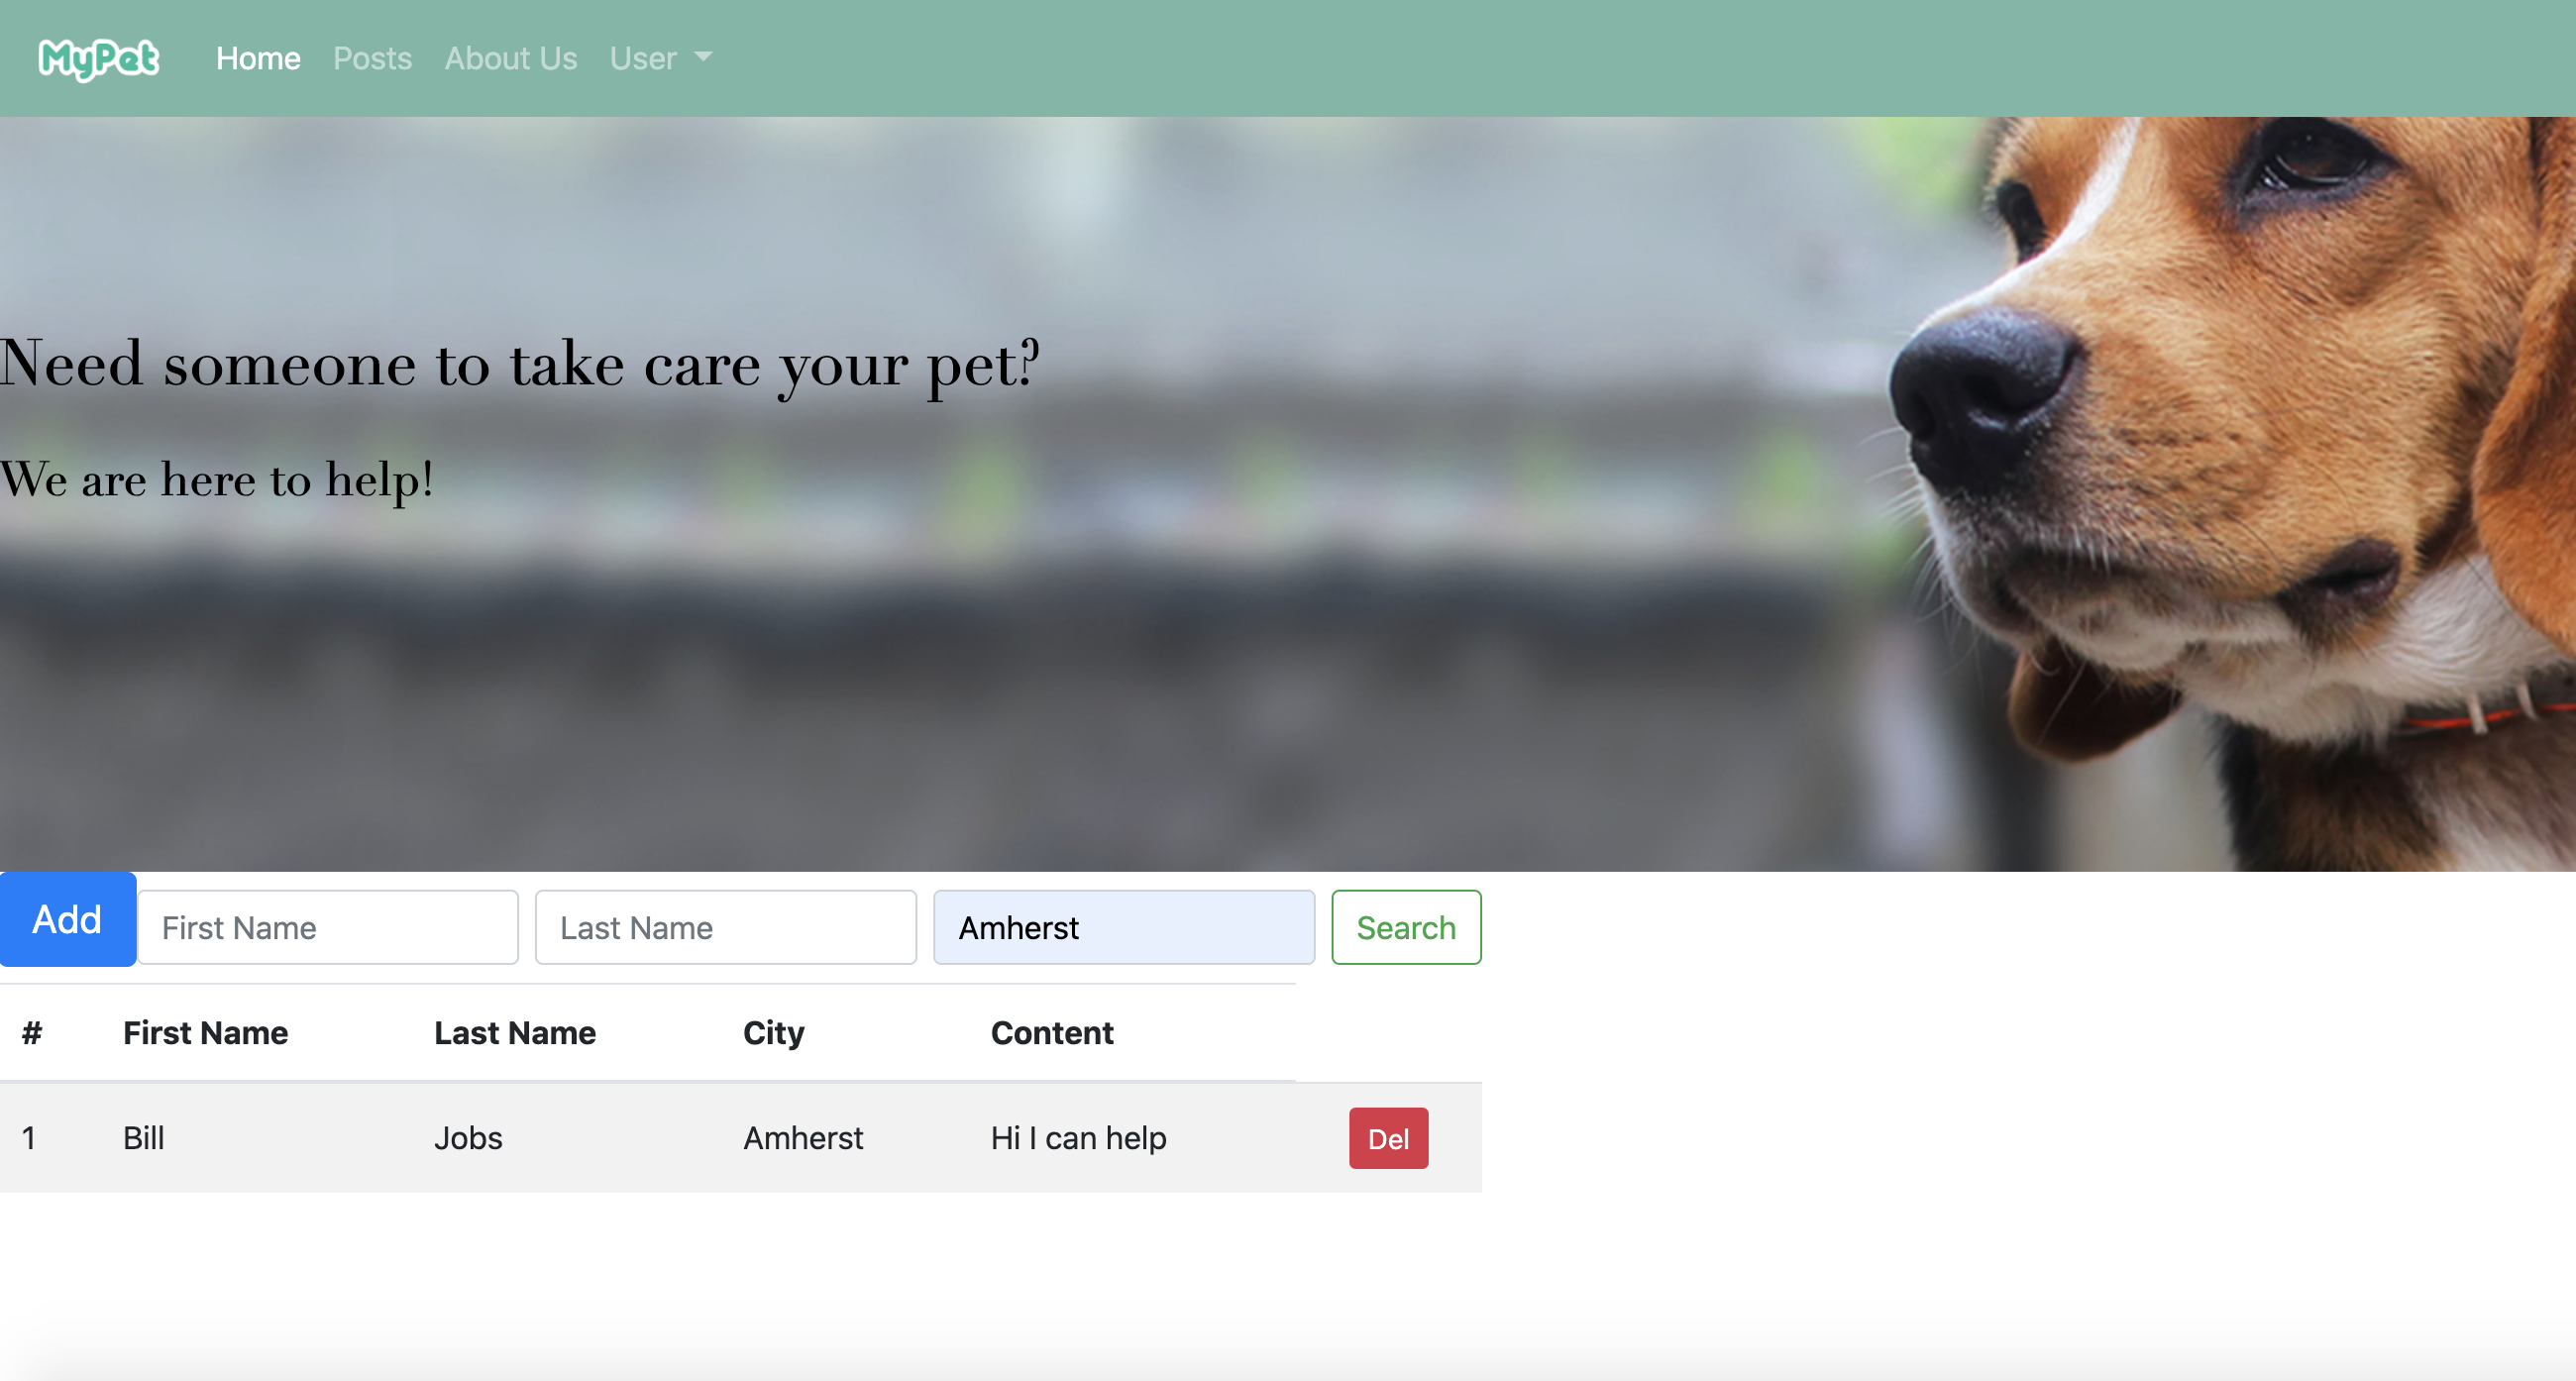 MyPet Home Posts About Us User
Need someone to take care your pet?
We are here to help!
Add First Name Last Name Amherst Search
# First Name Last Name City Content
1 Bill Jobs Amherst Hi I can help Del